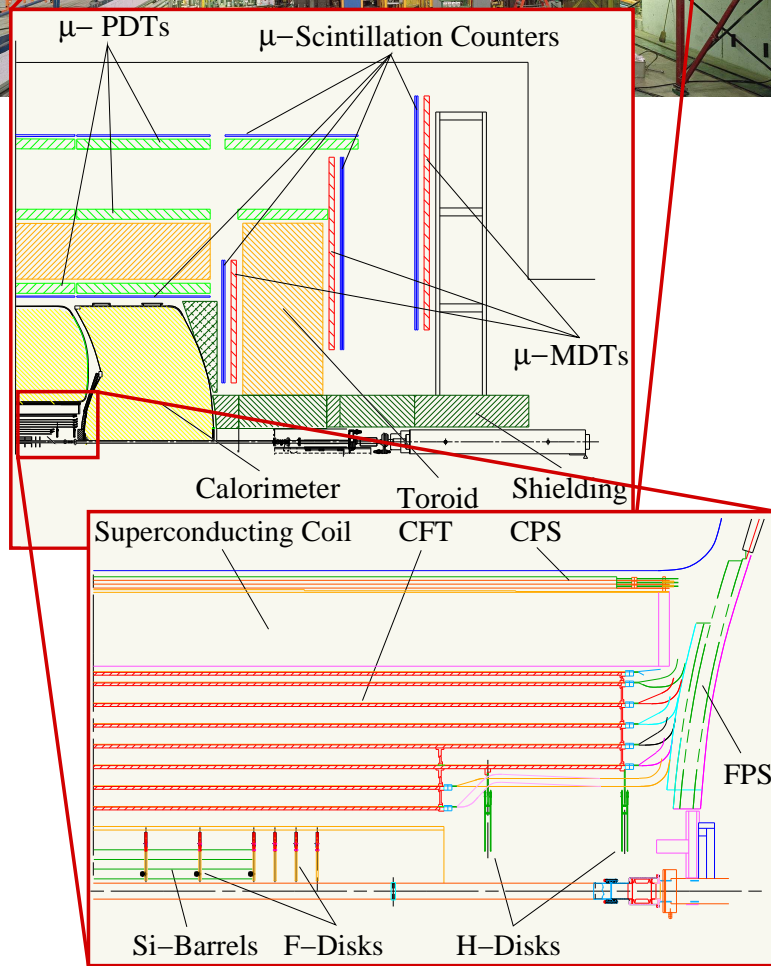 μ− PDTs
μ−Scintillation Counters
μ−MDTs
Calorimeter
Toroid
Shielding
Superconducting Coil
CFT
CPS
FPS
Si−Barrels
F−Disks
H−Disks